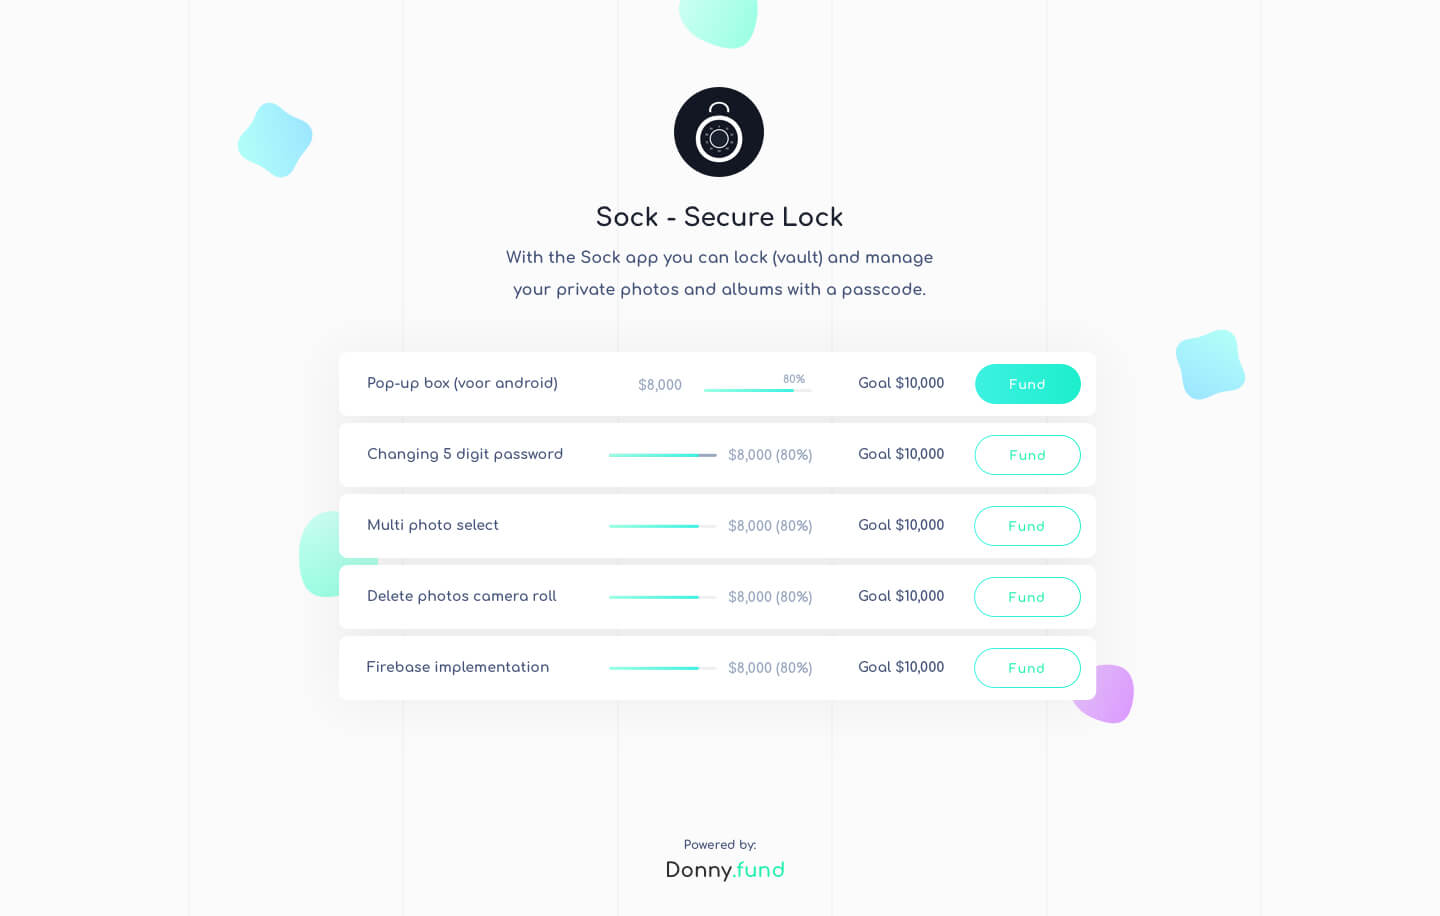 Sock - Secure Lock
With the Sock app you can lock (vault) and manage
your private photos and albums with a passcode.
Pop-up box (voor android) $8,000 80% Goal $10,000 Fund
Changing 5 digit password $8,000 (80%) Goal $10,000 Fund
Multi photo select $8,000 (80%) Goal $10,000 Fund
Delete photos camera roll $8,000 (80%) Goal $10,000 Fund
Firebase implementation $8,000 (80%) Goal $10,000 Fund
Powered by:
Donny.fund